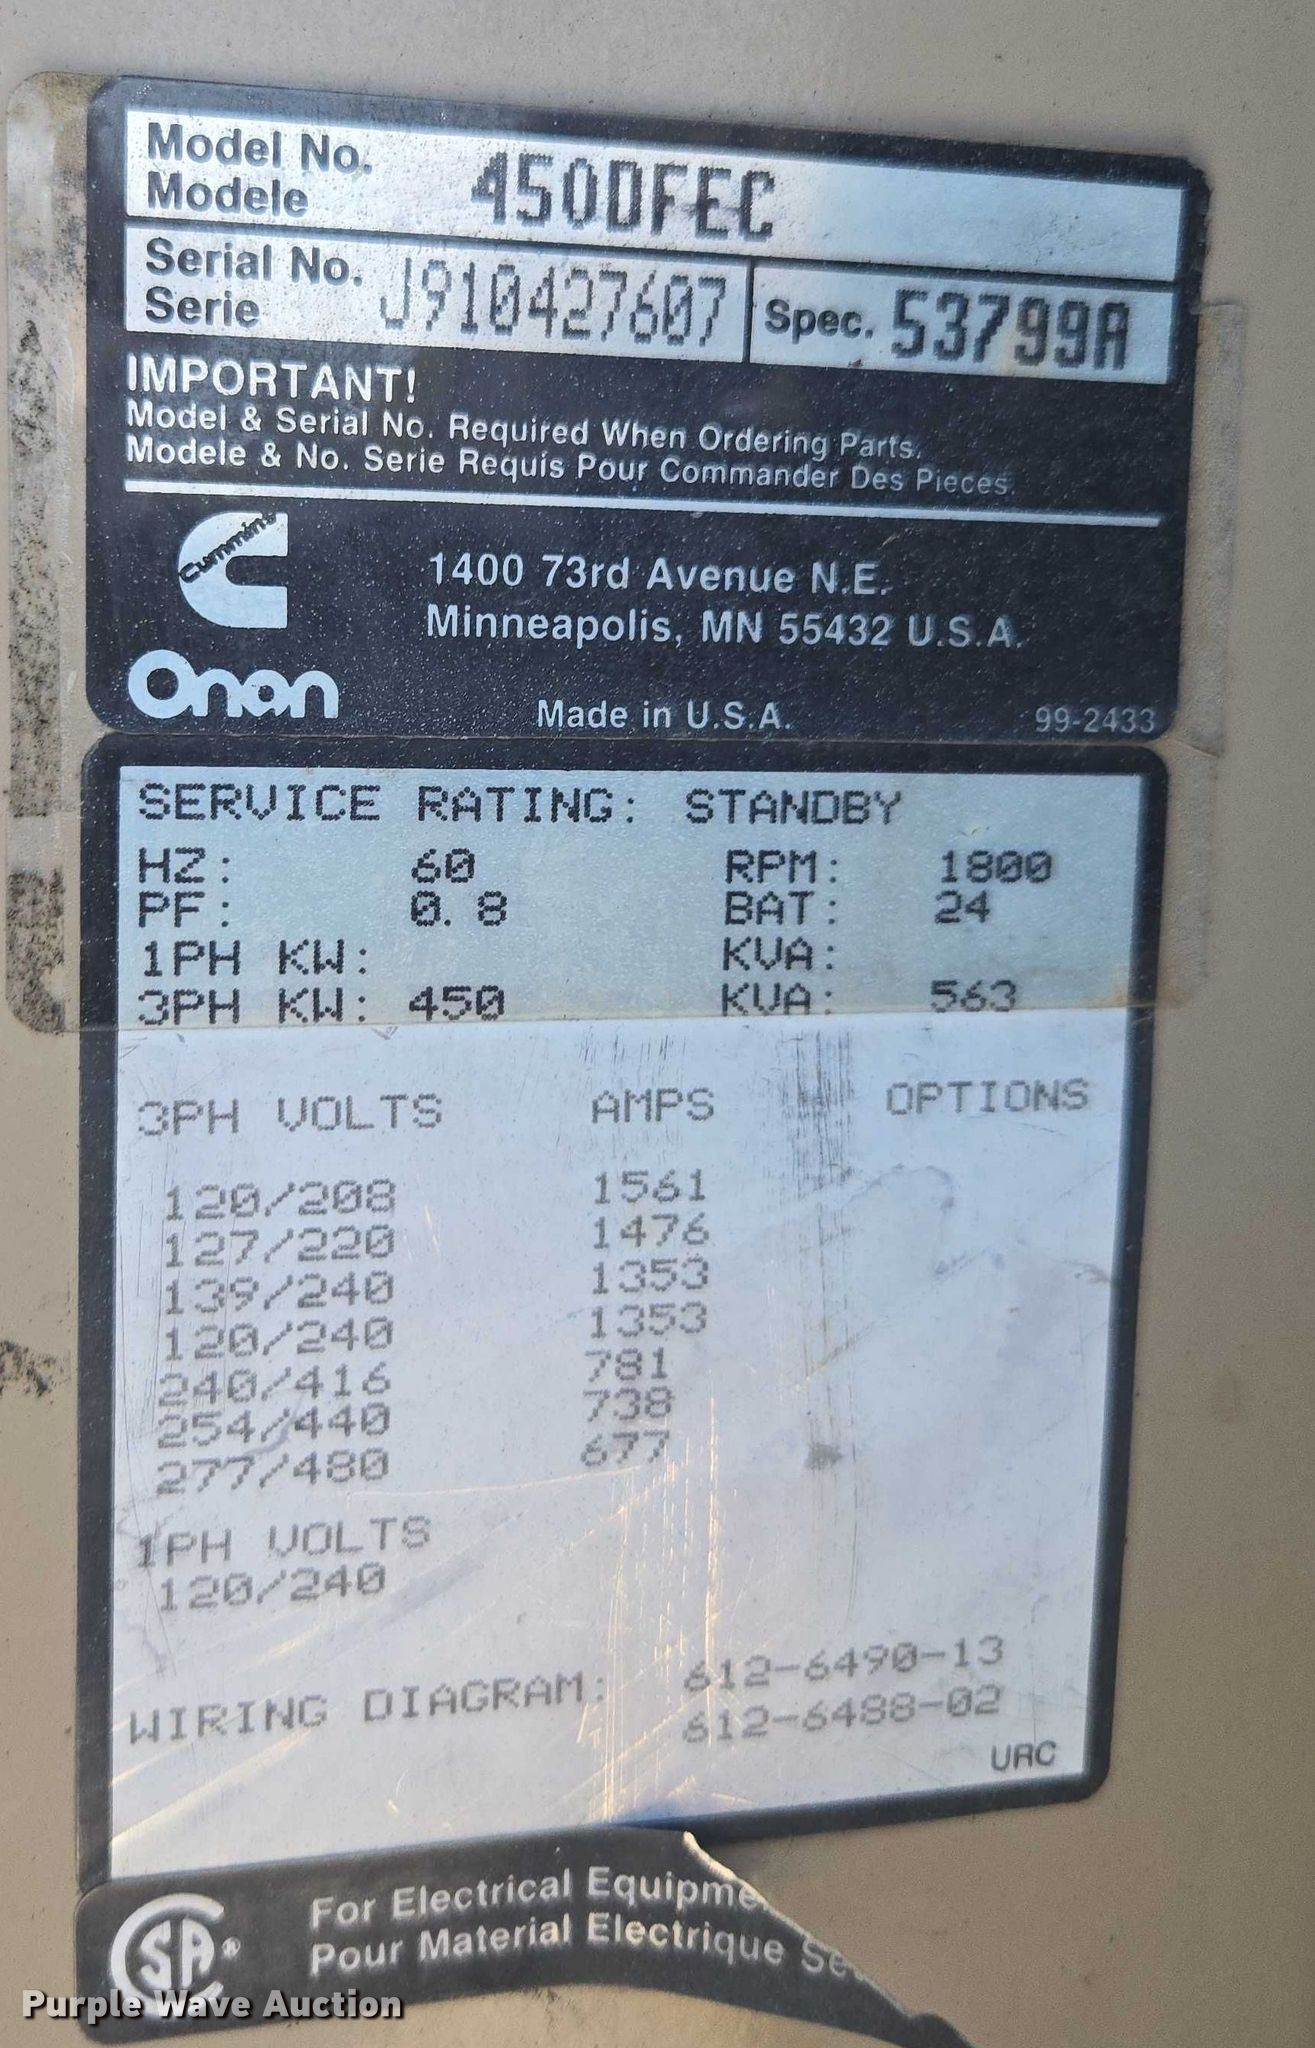 Model No. 450DFEC
Modele
Serial No. J910427607 Spec. 53799A
Serie
IMPORTANT!
Model & Serial No. Required When Ordering Parts.
Modele & No. Serie Requis Pour Commander Des Pieces.
Cummins
Onan
1400 73rd Avenue N.E.
Minneapolis, MN 55432 U.S.A.
Made in U.S.A. 99-2433
SERVICE RATING: STANDBY
HZ: 60 RPM: 1800
PF: 0.8 BAT: 24
1PH KW: KVA:
3PH KW: 450 KVA: 563
3PH VOLTS AMPS OPTIONS
120/208 1561
127/220 1476
139/240 1353
120/240 1353
240/416 781
254/440 738
277/480 677
1PH VOLTS
120/240
WIRING DIAGRAM: 612-6490-13
612-6488-02
URC
CSA ® For Electrical
Pour Material Electrique
Purple Wave Auction